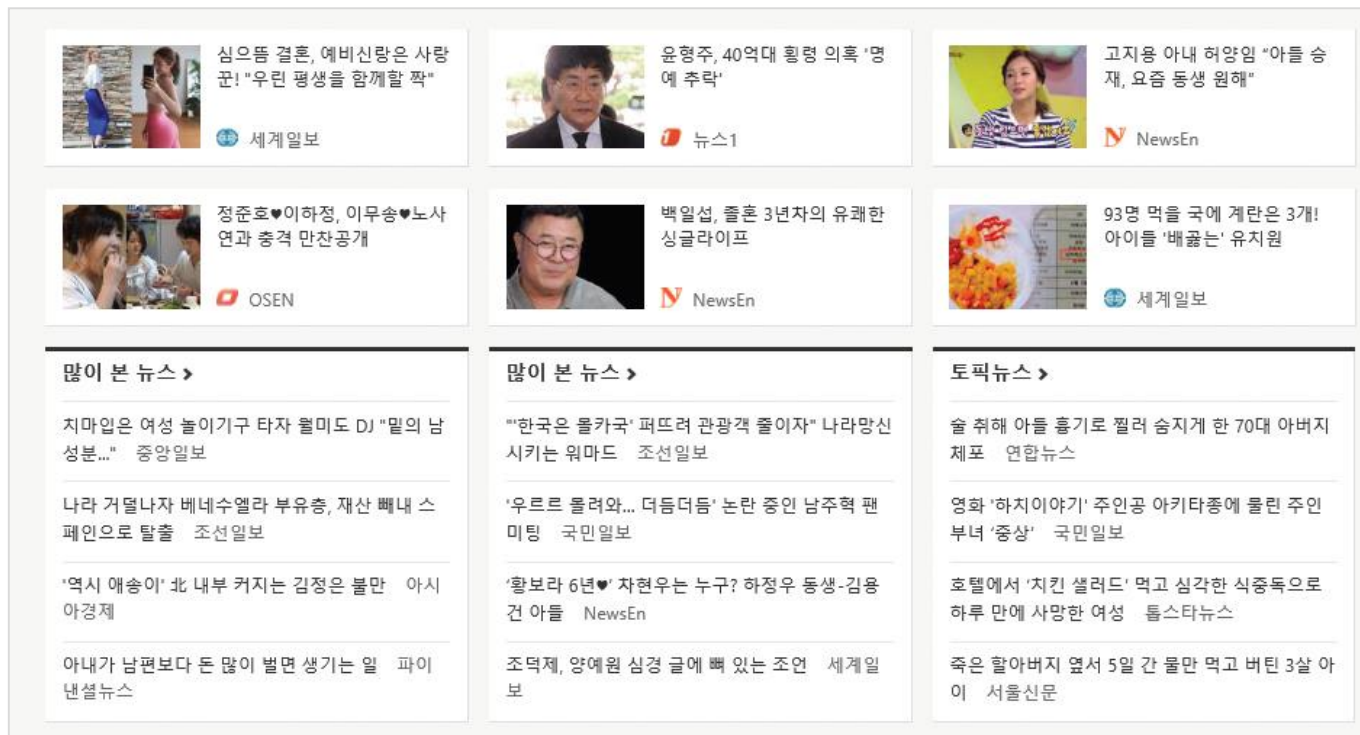 심으뜸 결혼, 예비신랑은 사랑
꾼! "우린 평생을 함께할 짝"
세계일보
윤형주, 40억대 횡령 의혹 '명
예 추락'
뉴스1
고지용 아내 허양임 "아들 승
재, 요즘 동생 원해"
NewsEn
정준호♥이하정, 이무송♥노사
연과 충격 만찬공개
OSEN
백일섭, 졸혼 3년차의 유쾌한
싱글라이프
NewsEn
93명 먹을 국에 계란은 3개!
아이들 '배곯는' 유치원
세계일보
많이 본 뉴스 >
치마입은 여성 놀이기구 타자 월미도 DJ "밑의 남
성분..." 중앙일보
나라 거덜나자 베네수엘라 부유층, 재산 빼내 스
페인으로 탈출 조선일보
'역시 애송이' 北 내부 커지는 김정은 불만 아시
아경제
아내가 남편보다 돈 많이 벌면 생기는 일 파이
낸셜뉴스
많이 본 뉴스 >
"'한국은 몰카국' 퍼뜨려 관광객 줄이자" 나라망신
시키는 워마드 조선일보
'우르르 몰려와... 더듬더듬' 논란 중인 남주혁 팬
미팅 국민일보
'황보라 6년♥' 차현우는 누구? 하정우 동생-김용
건 아들 NewsEn
조덕제, 양예원 심경 글에 뼈 있는 조언 세계일
보
토픽뉴스 >
술 취해 아들 흉기로 찔러 숨지게 한 70대 아버지
체포 연합뉴스
영화 '하치이야기' 주인공 아키타종에 물린 주인
부녀 '중상' 국민일보
호텔에서 '치킨 샐러드' 먹고 심각한 식중독으로
하루 만에 사망한 여성 톱스타뉴스
죽은 할아버지 옆서 5일 간 물만 먹고 버틴 3살 아
이 서울신문